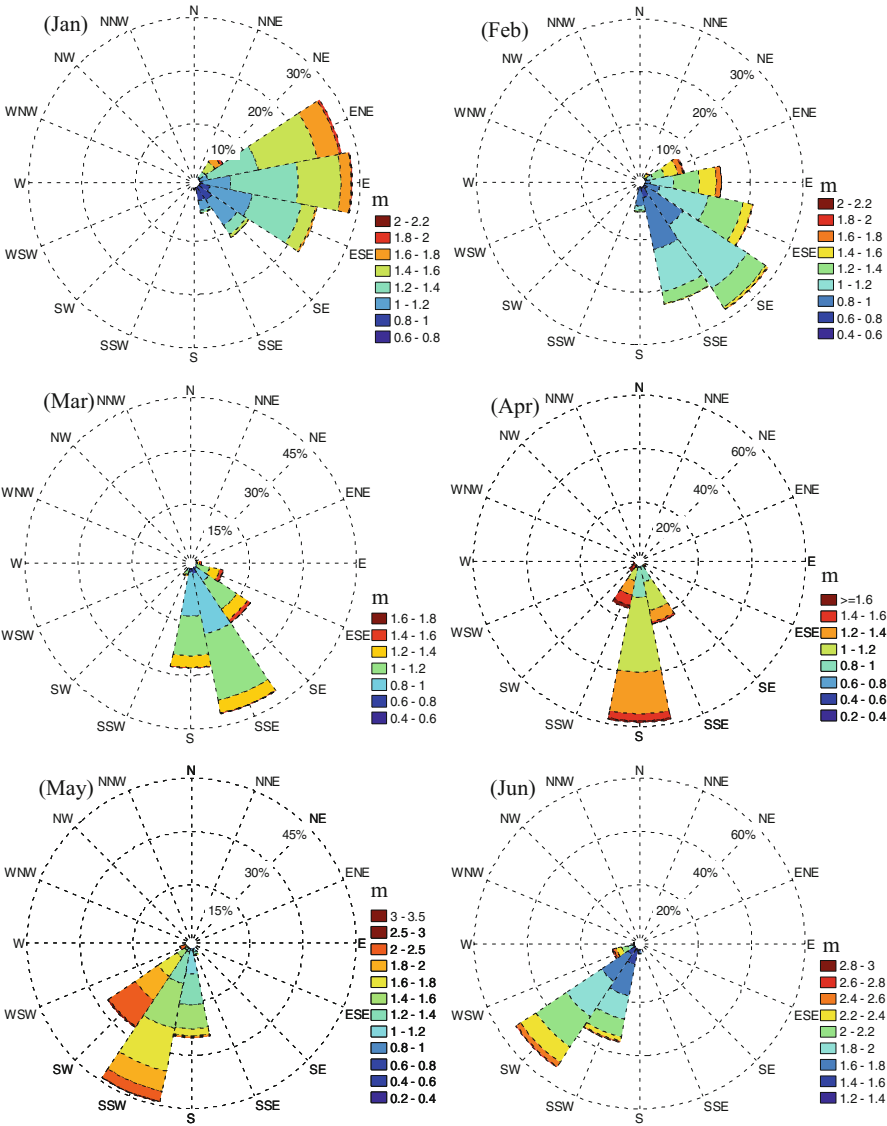 (Jan)
N
NNE
NE
ENE
E
ESE
SE
SSE
S
SSW
SW
WSW
W
WNW
NW
NNW
10%
20%
30%
m
2 - 2.2
1.8 - 2
1.6 - 1.8
1.4 - 1.6
1.2 - 1.4
1 - 1.2
0.8 - 1
0.6 - 0.8
(Feb)
N
NNE
NE
ENE
E
ESE
SE
SSE
S
SSW
SW
WSW
W
WNW
NW
NNW
10%
20%
30%
m
2 - 2.2
1.8 - 2
1.6 - 1.8
1.4 - 1.6
1.2 - 1.4
1 - 1.2
0.8 - 1
0.6 - 0.8
0.4 - 0.6
(Mar)
N
NNE
NE
ENE
E
ESE
SE
SSE
S
SSW
SW
WSW
W
WNW
NW
NNW
15%
30%
45%
m
1.6 - 1.8
1.4 - 1.6
1.2 - 1.4
1 - 1.2
0.8 - 1
0.6 - 0.8
0.4 - 0.6
(Apr)
N
NNE
NE
ENE
E
ESE
SE
SSE
S
SSW
SW
WSW
W
WNW
NW
NNW
20%
40%
60%
m
>=1.6
1.4 - 1.6
1.2 - 1.4
1 - 1.2
0.8 - 1
0.6 - 0.8
0.4 - 0.6
0.2 - 0.4
(May)
N
NNE
NE
ENE
E
ESE
SE
SSE
S
SSW
SW
WSW
W
WNW
NW
NNW
15%
30%
45%
m
3 - 3.5
2.5 - 3
2 - 2.5
1.8 - 2
1.6 - 1.8
1.4 - 1.6
1.2 - 1.4
1 - 1.2
0.8 - 1
0.6 - 0.8
0.4 - 0.6
0.2 - 0.4
(Jun)
N
NNE
NE
ENE
E
ESE
SE
SSE
S
SSW
SW
WSW
W
WNW
NW
NNW
20%
40%
60%
m
2.8 - 3
2.6 - 2.8
2.4 - 2.6
2.2 - 2.4
2 - 2.2
1.8 - 2
1.6 - 1.8
1.4 - 1.6
1.2 - 1.4